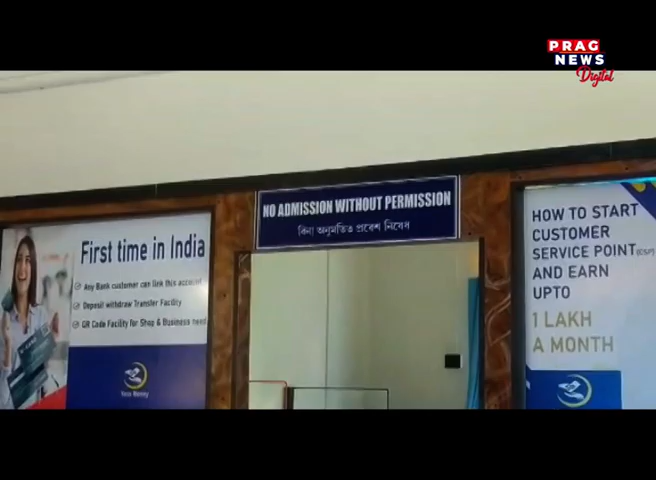 PRAG
NEWS
Digital
NO ADMISSION WITHOUT PERMISSION
বিনা অনুমতিত প্ৰবেশ নিষেধ
First time in India
Any Bank customer can link this account
Deposit withdraw Transfer Facility
QR Code Facility for Shop & Business need
HOW TO START
CUSTOMER
SERVICE POINT (CSP)
AND EARN
UPTO
1 LAKH
A MONTH